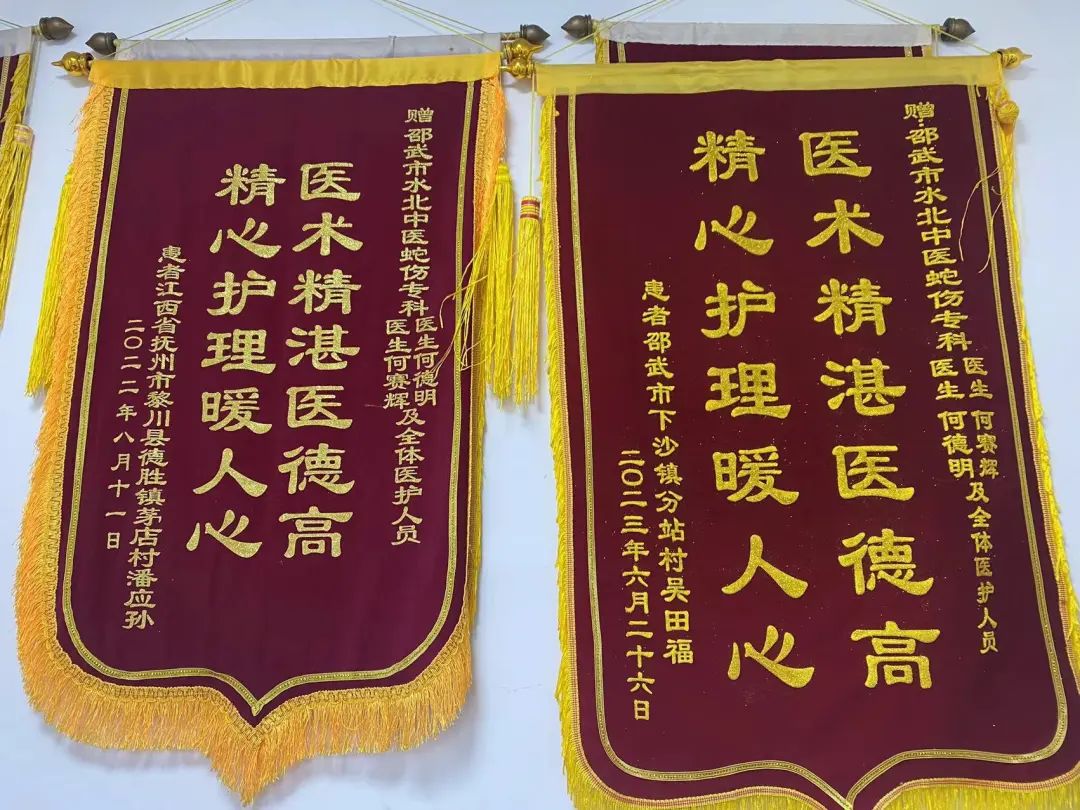 赠邵武市水北中医蛇伤专科
医生何德明
医生何赛辉
及全体医护人员
医术精湛医德高
精心护理暖人心
患者江西省抚州市黎川县德胜镇茅店村潘应孙
二〇二二年八月十一日
赠:邵武市水北中医蛇伤专科
医生 何赛辉
医生 何德明
及全体医护人员
医术精湛医德高
精心护理暖人心
患者邵武市下沙镇分站村吴田福
二〇二三年六月二十六日